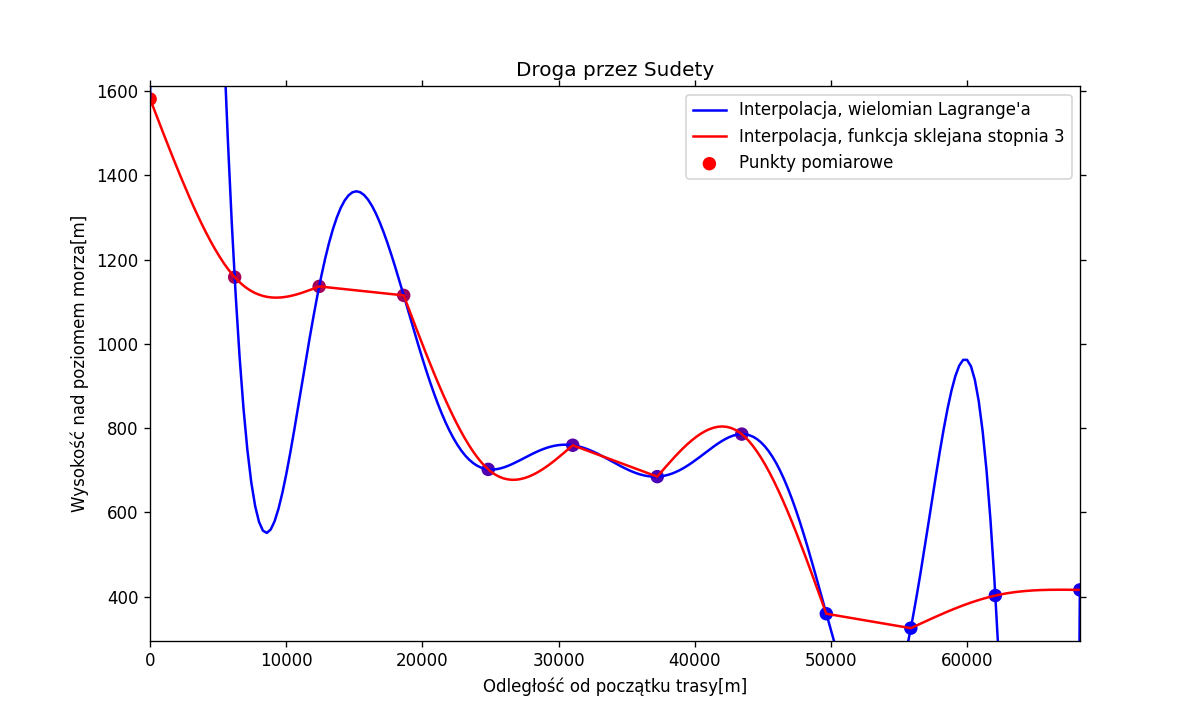 Droga przez Sudety
Interpolacja, wielomian Lagrange'a
Interpolacja, funkcja sklejana stopnia 3
Punkty pomiarowe
Wysokość nad poziomem morza[m]
1600
1400
1200
1000
800
600
400
0
10000
20000
30000
40000
50000
60000
Odległość od początku trasy[m]